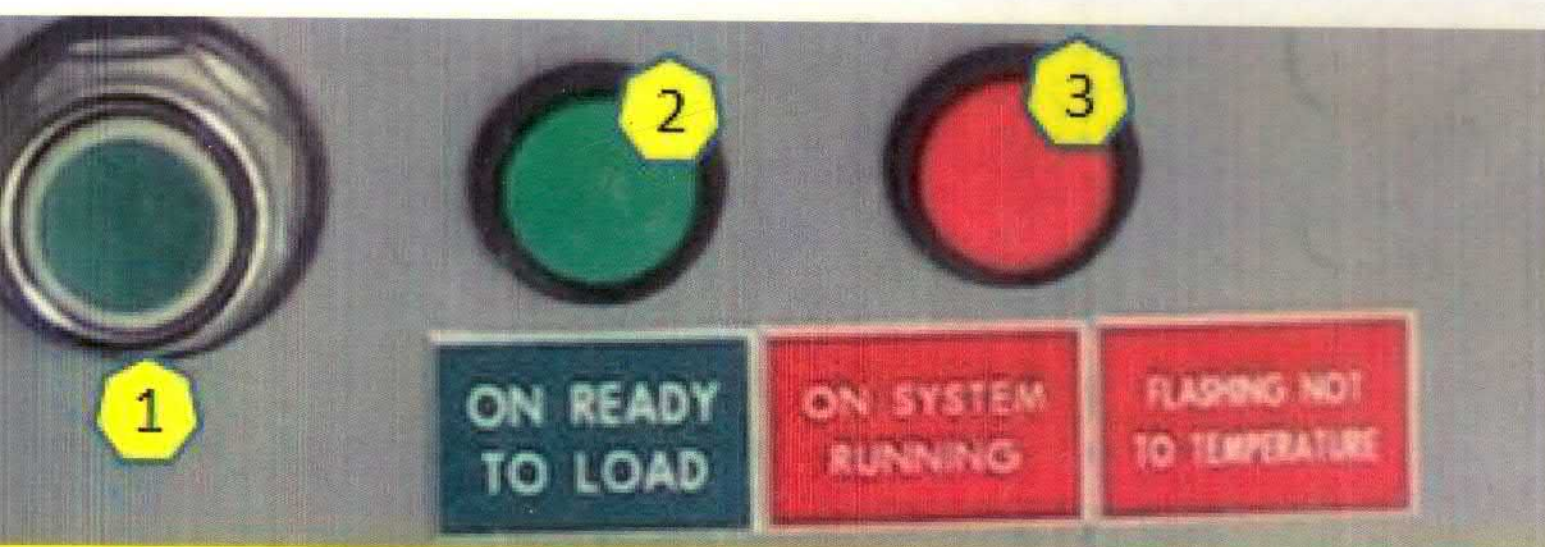 1
2
3
ON READY
TO LOAD
ON SYSTEM
RUNNING
FLASHING NOT
TO TEMPERATURE